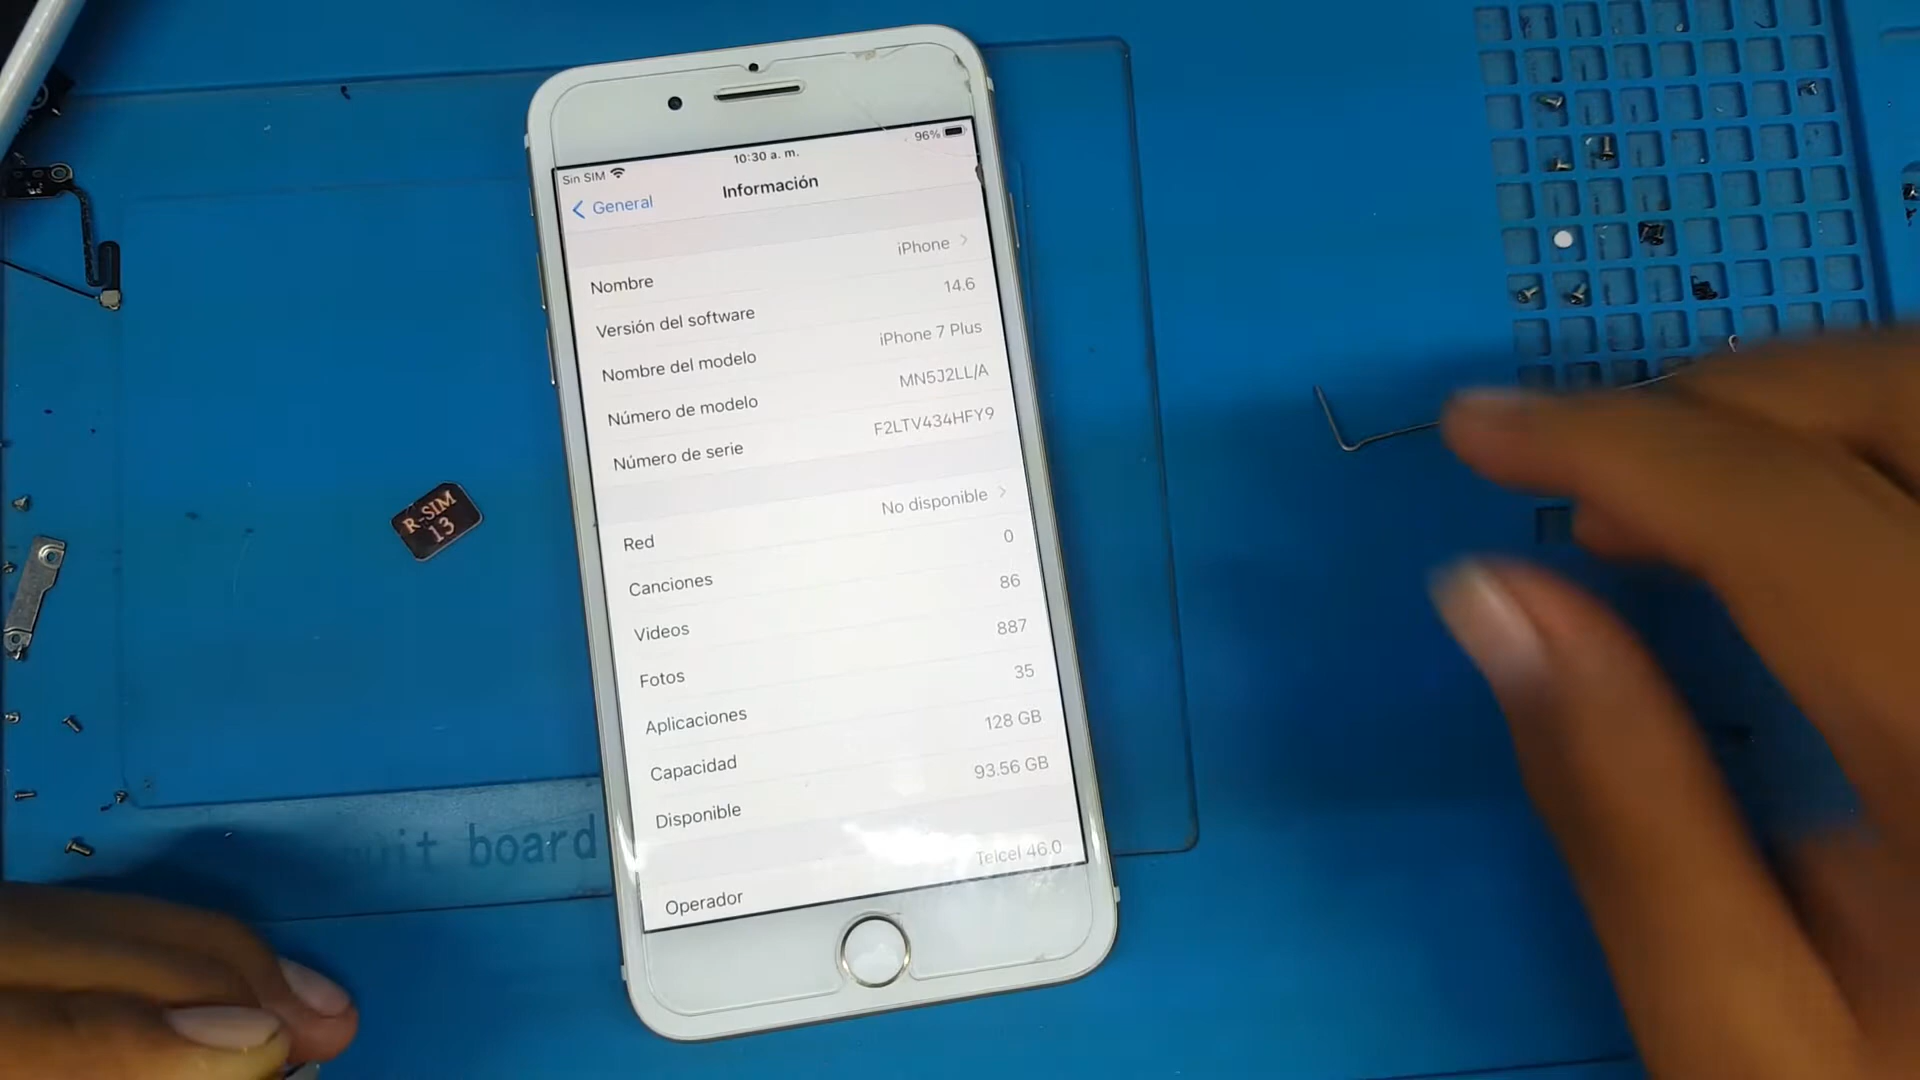 Sin SIM
10:30 a. m.
96%
General
Información
Nombre
iPhone
Versión del software
14.6
Nombre del modelo
iPhone 7 Plus
Número de modelo
MN5J2LL/A
Número de serie
F2LTV434HFY9
Red
No disponible
Canciones
0
Videos
86
Fotos
887
Aplicaciones
35
Capacidad
128 GB
Disponible
93.56 GB
Operador
Telcel 46.0
R-SIM
13
board